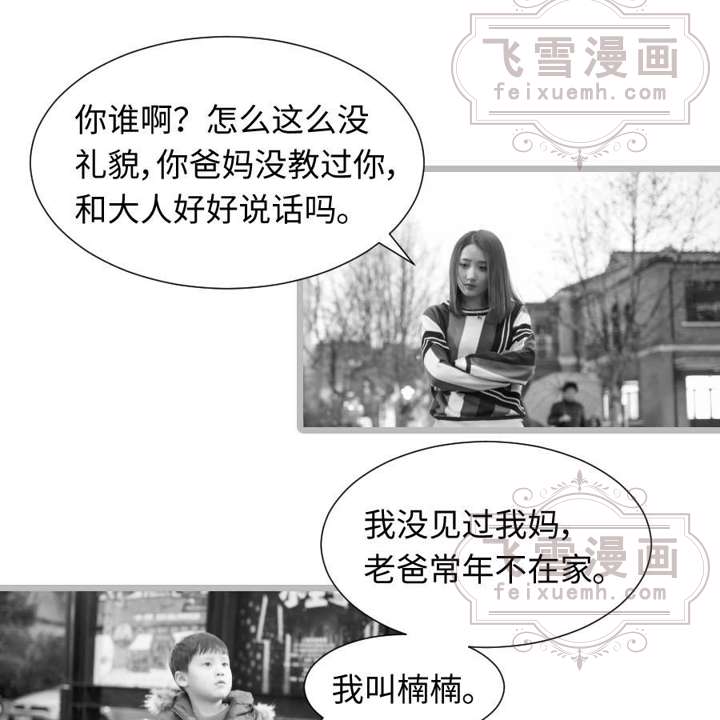 飞雪漫画
feixuemh.com
你谁啊？怎么这么没
礼貌，你爸妈没教过你，
和大人好好说话吗。
我没见过我妈，
老爸常年不在家。
飞雪漫画
feixuemh.com
我叫楠楠。